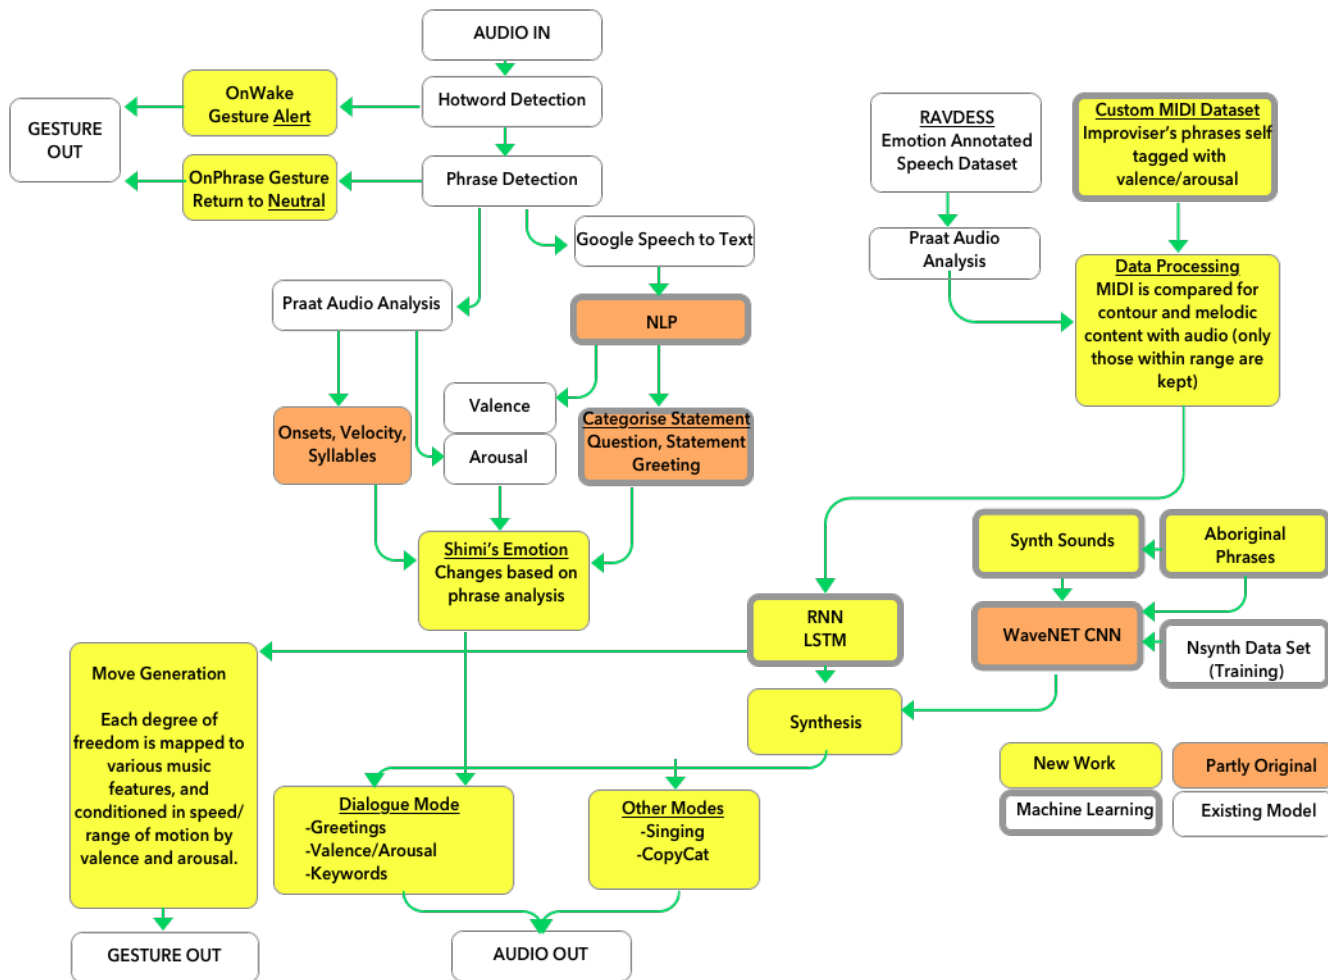 AUDIO IN
Hotword Detection
OnWake
Gesture Alert
GESTURE
OUT
OnPhrase Gesture
Return to Neutral
Phrase Detection
Google Speech to Text
Praat Audio Analysis
NLP
Valence
Arousal
Onsets, Velocity,
Syllables
Categorise Statement
Question, Statement
Greeting
Shimi's Emotion
Changes based on
phrase analysis
RAVDESS
Emotion Annotated
Speech Dataset
Custom MIDI Dataset
Improviser's phrases self
tagged with
valence/arousal
Praat Audio
Analysis
Data Processing
MIDI is compared for
contour and melodic
content with audio (only
those within range are
kept)
Synth Sounds
Aboriginal
Phrases
RNN
LSTM
WaveNET CNN
Nsynth Data Set
(Training)
Synthesis
Move Generation
Each degree of
freedom is mapped to
various music
features, and
conditioned in speed/
range of motion by
valence and arousal.
Dialogue Mode
-Greetings
-Valence/Arousal
-Keywords
Other Modes
-Singing
-CopyCat
GESTURE OUT
AUDIO OUT
New Work
Partly Original
Machine Learning
Existing Model